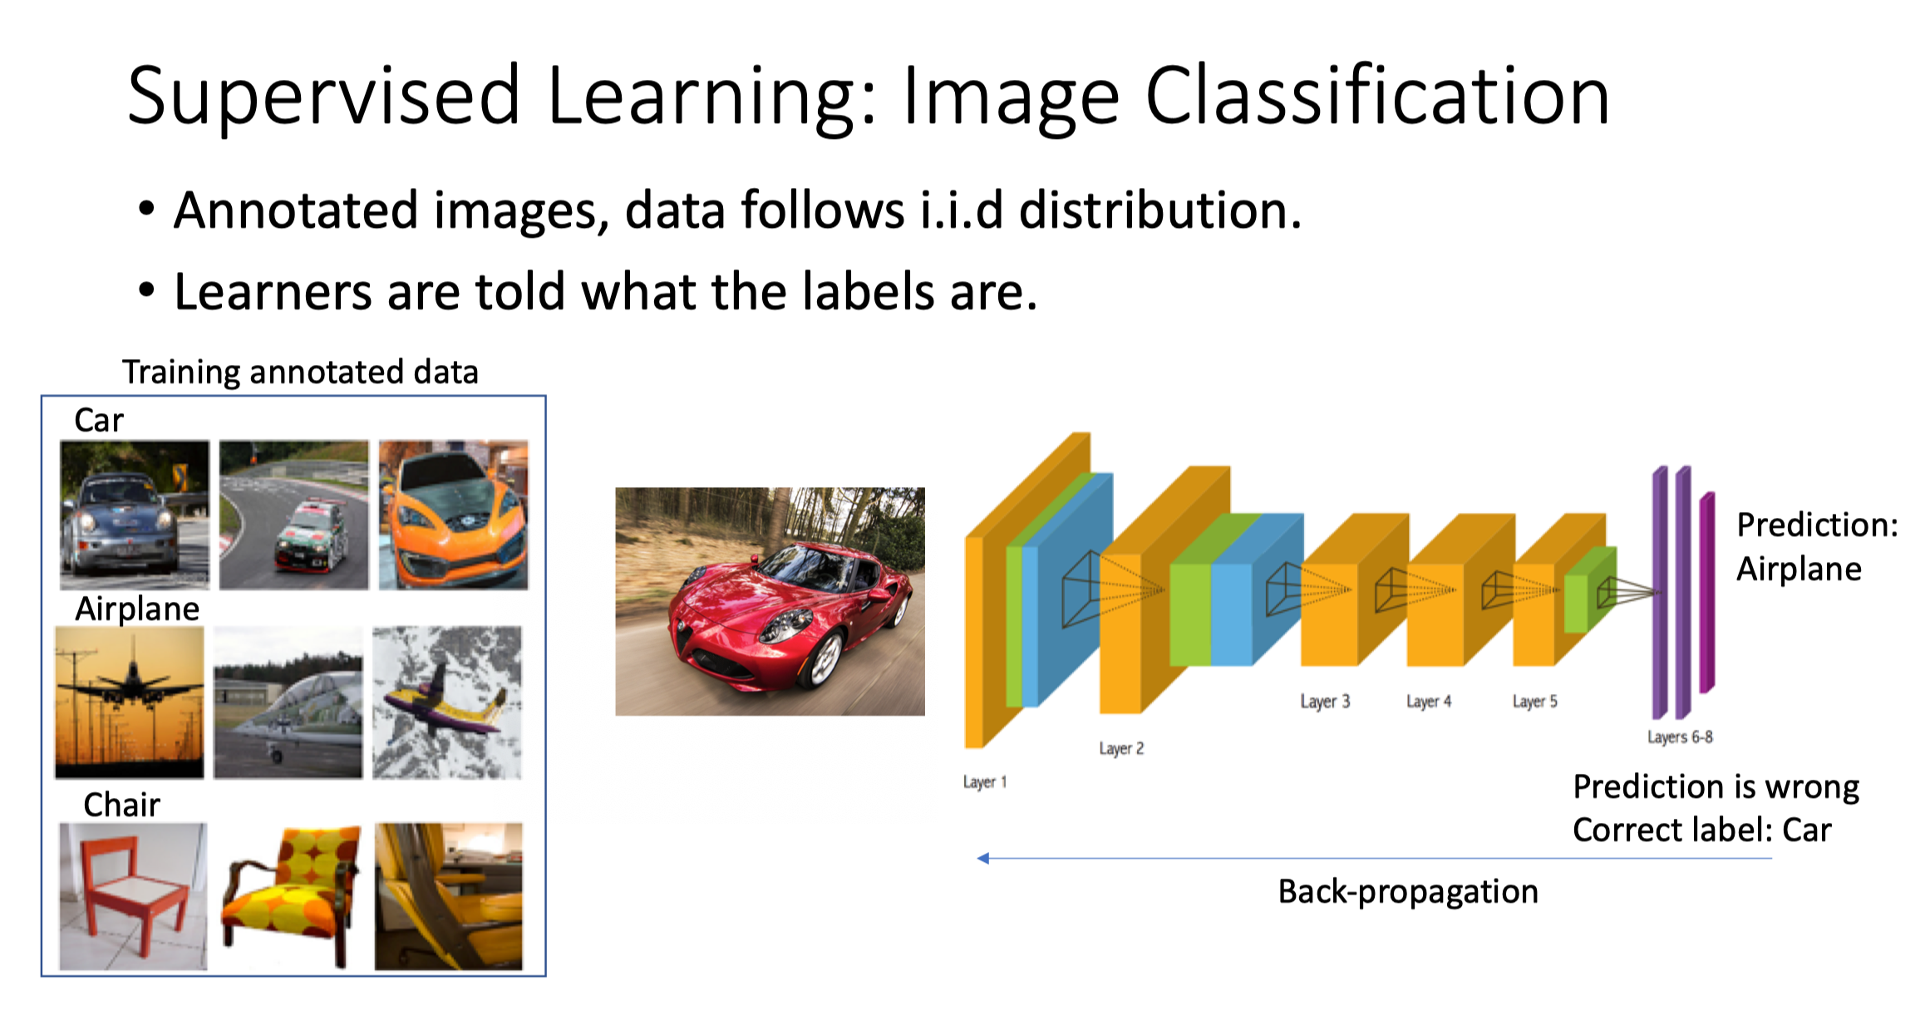 Supervised Learning: Image Classification
• Annotated images, data follows i.i.d distribution.
• Learners are told what the labels are.
Training annotated data
Car
Airplane
Chair
Layer 1
Layer 2
Layer 3
Layer 4
Layer 5
Layers 6-8
Prediction:
Airplane
Prediction is wrong
Correct label: Car
Back-propagation